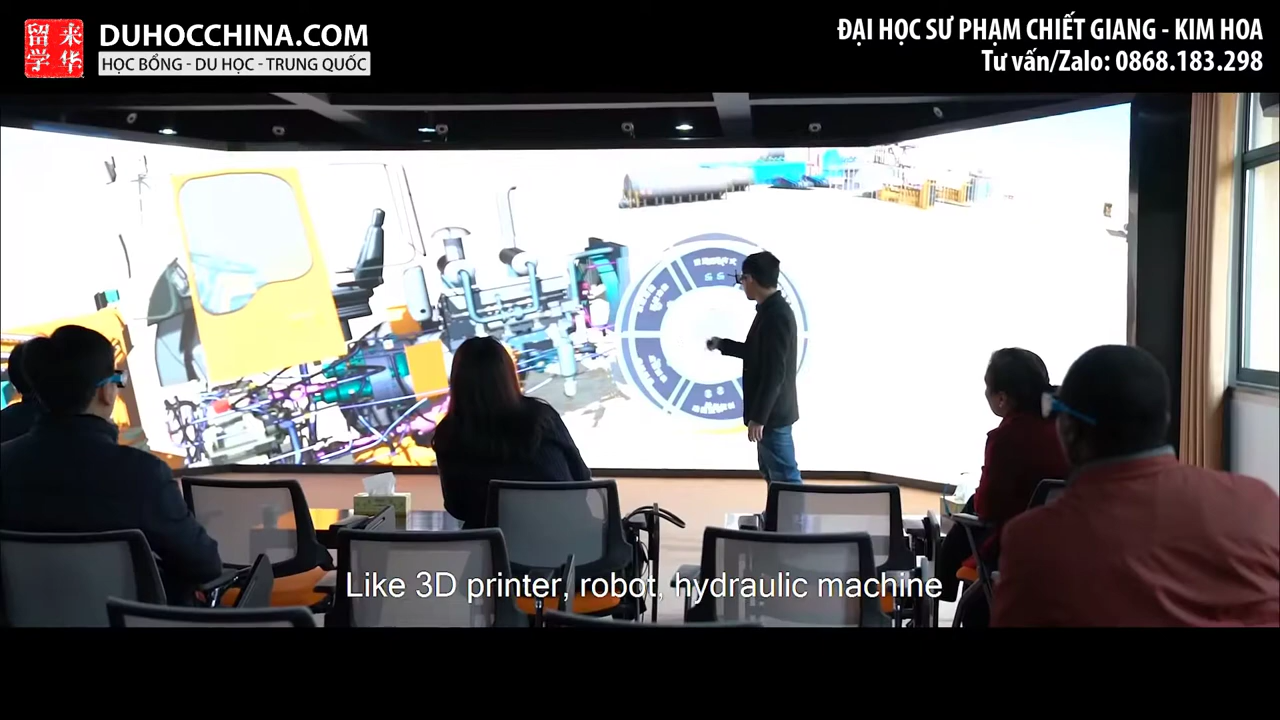 留学
来华
DUHOCCHINA.COM
HỌC BỔNG - DU HỌC - TRUNG QUỐC
ĐẠI HỌC SƯ PHẠM CHIẾT GIANG - KIM HOA
Tư vấn/Zalo: 0868.183.298
Like 3D printer, robot, hydraulic machine